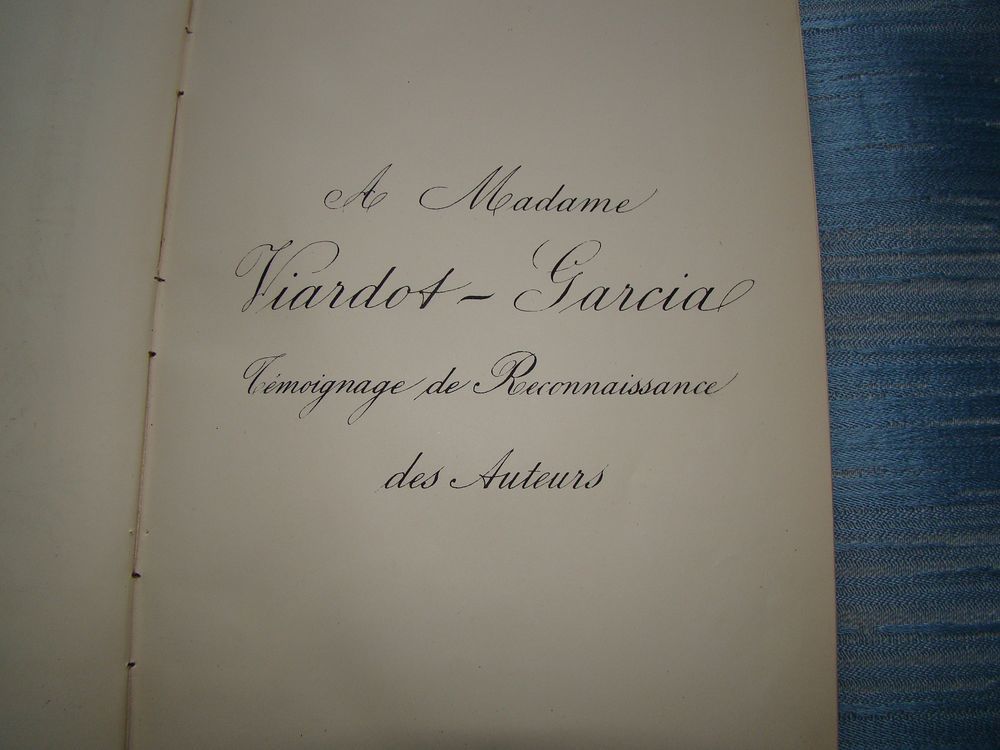 A Madame
Viardot - Garcia
Témoignage de Reconnaissance
des Auteurs